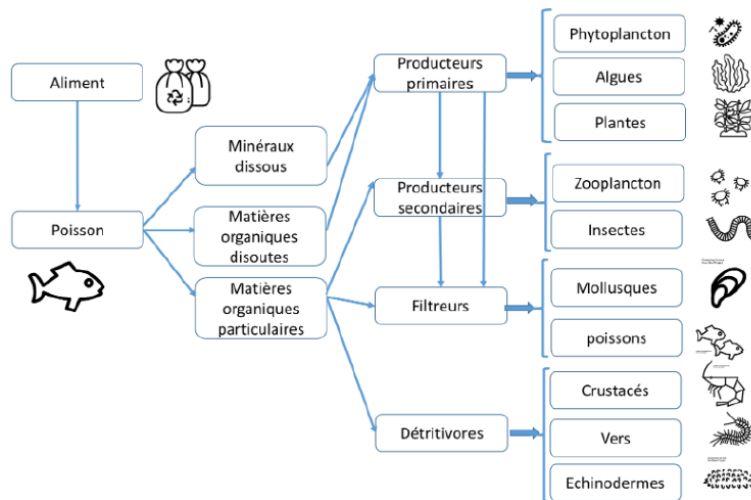 Aliment
Poisson
Minéraux
dissous
Matières
organiques
disoutes
Matières
organiques
particulaires
Producteurs
primaires
Producteurs
secondaires
Filtreurs
Détritivores
Phytoplancton
Algues
Plantes
Zooplancton
Insectes
Mollusques
poissons
Crustacés
Vers
Echinodermes